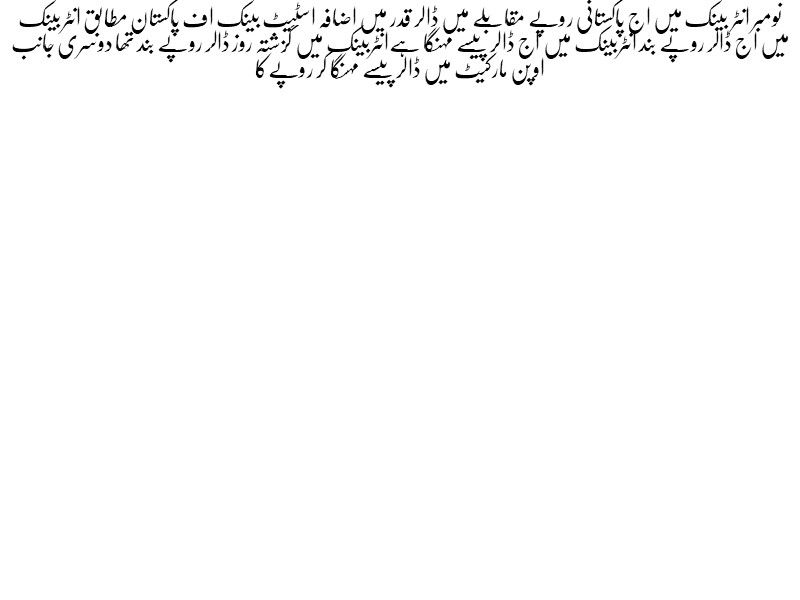 نومبر انٹر بینک میں اج پاکستانی روپے مقابلے میں ڈالر قدر میں اضافہ اسٹیٹ بینک اف پاکستان مطابق انٹربینک
میں اج ڈالر روپے بند انٹربینک میں اج ڈالر پیسے مہنگا ہے انٹربینک میں گزشتہ روز ڈالر روپے بند تھا دوسری جانب
اوپن مارکیٹ میں ڈالر پیسے مہنگا کر روپے کا